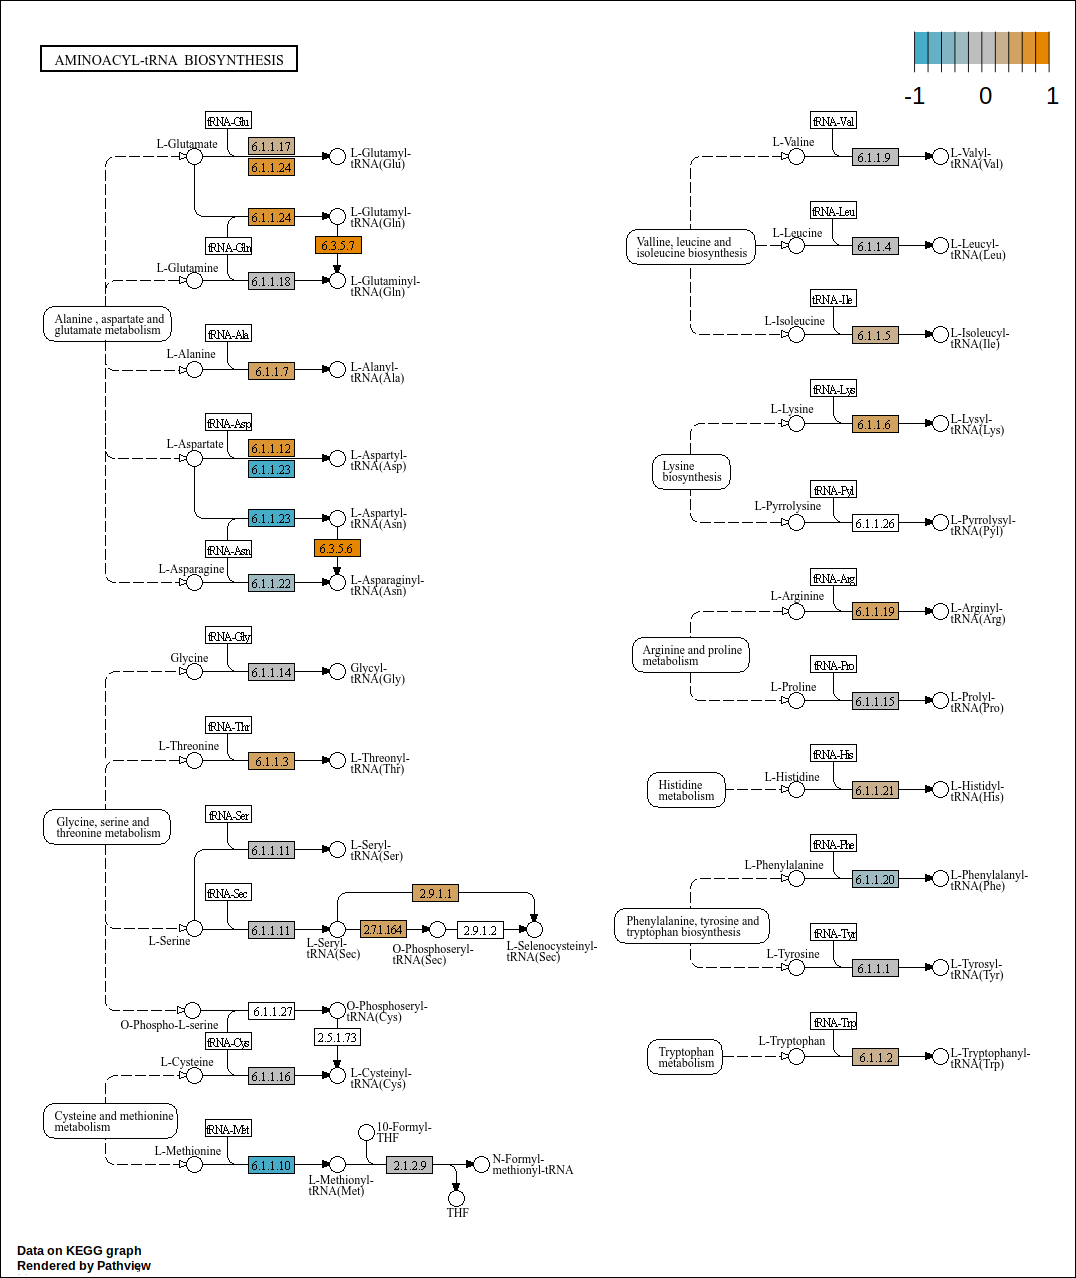 AMINOACYL-tRNA BIOSYNTHESIS
-1 0 1
tRNA-Glu
L-Glutamate
6.1.1.17
6.1.1.24
L-Glutamyl-
tRNA(Glu)
6.1.1.24
L-Glutamyl-
tRNA(Gln)
tRNA-Gln
6.3.5.7
L-Glutamine
6.1.1.18
L-Glutaminyl-
tRNA(Gln)
Alanine , aspartate and
glutamate metabolism
tRNA-Ala
L-Alanine
6.1.1.7
L-Alanyl-
tRNA(Ala)
tRNA-Asp
L-Aspartate
6.1.1.12
6.1.1.23
L-Aspartyl-
tRNA(Asp)
6.1.1.23
L-Aspartyl-
tRNA(Asn)
tRNA-Asn
6.3.5.6
L-Asparagine
6.1.1.22
L-Asparaginyl-
tRNA(Asn)
tRNA-Gly
Glycine
6.1.1.14
Glycyl-
tRNA(Gly)
tRNA-Thr
L-Threonine
6.1.1.3
L-Threonyl-
tRNA(Thr)
Glycine, serine and
threonine metabolism
tRNA-Ser
6.1.1.11
L-Seryl-
tRNA(Ser)
tRNA-Sec
L-Serine
6.1.1.11
L-Seryl-
tRNA(Sec)
2.9.1.1
2.7.1.164
O-Phosphoseryl-
tRNA(Sec)
2.9.1.2
L-Selenocysteinyl-
tRNA(Sec)
O-Phospho-L-serine
6.1.1.27
O-Phosphoseryl-
tRNA(Cys)
tRNA-Cys
2.5.1.73
L-Cysteine
6.1.1.16
L-Cysteinyl-
tRNA(Cys)
Cysteine and methionine
metabolism
tRNA-Met
L-Methionine
6.1.1.10
L-Methionyl-
tRNA(Met)
10-Formyl-
THF
2.1.2.9
N-Formyl-
methionyl-tRNA
THF
tRNA-Val
L-Valine
6.1.1.9
L-Valyl-
tRNA(Val)
tRNA-Leu
Valline, leucine and
isoleucine biosynthesis
L-Leucine
6.1.1.4
L-Leucyl-
tRNA(Leu)
tRNA-Ile
L-Isoleucine
6.1.1.5
L-Isoleucyl-
tRNA(Ile)
tRNA-Lys
L-Lysine
6.1.1.6
L-Lysyl-
tRNA(Lys)
Lysine
biosynthesis
tRNA-Pyl
L-Pyrrolysine
6.1.1.26
L-Pyrrolysyl-
tRNA(Pyl)
tRNA-Arg
L-Arginine
6.1.1.19
L-Arginyl-
tRNA(Arg)
Arginine and proline
metabolism
tRNA-Pro
L-Proline
6.1.1.15
L-Prolyl-
tRNA(Pro)
tRNA-His
Histidine
metabolism
L-Histidine
6.1.1.21
L-Histidyl-
tRNA(His)
tRNA-Phe
L-Phenylalanine
6.1.1.20
L-Phenylalanyl-
tRNA(Phe)
Phenylalanine, tyrosine and
tryptophan biosynthesis
tRNA-Tyr
L-Tyrosine
6.1.1.1
L-Tyrosyl-
tRNA(Tyr)
tRNA-Trp
Tryptophan
metabolism
L-Tryptophan
6.1.1.2
L-Tryptophanyl-
tRNA(Trp)
Data on KEGG graph
Rendered by Pathview